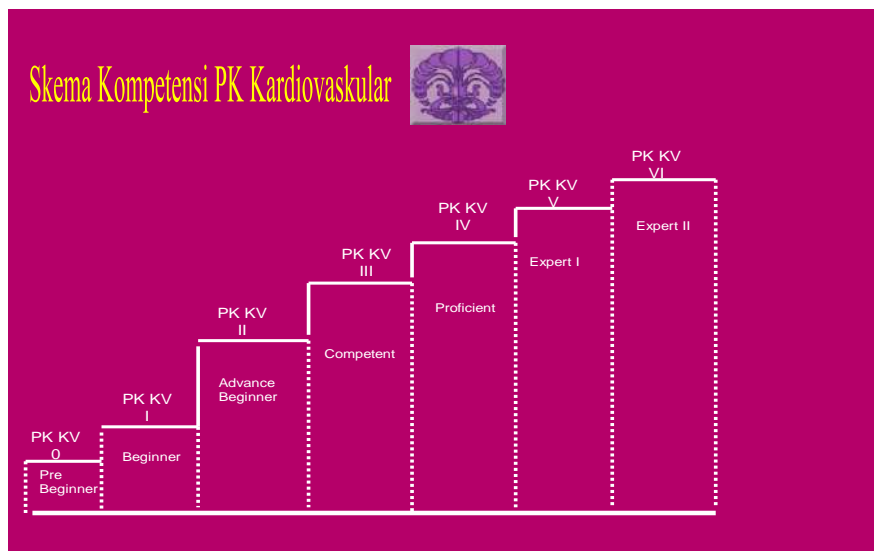 Skema Kompetensi PK Kardiovaskular
PK KV
0
Pre
Beginner
PK KV
I
Beginner
PK KV
II
Advance
Beginner
PK KV
III
Competent
PK KV
IV
Proficient
PK KV
V
Expert I
PK KV
VI
Expert II